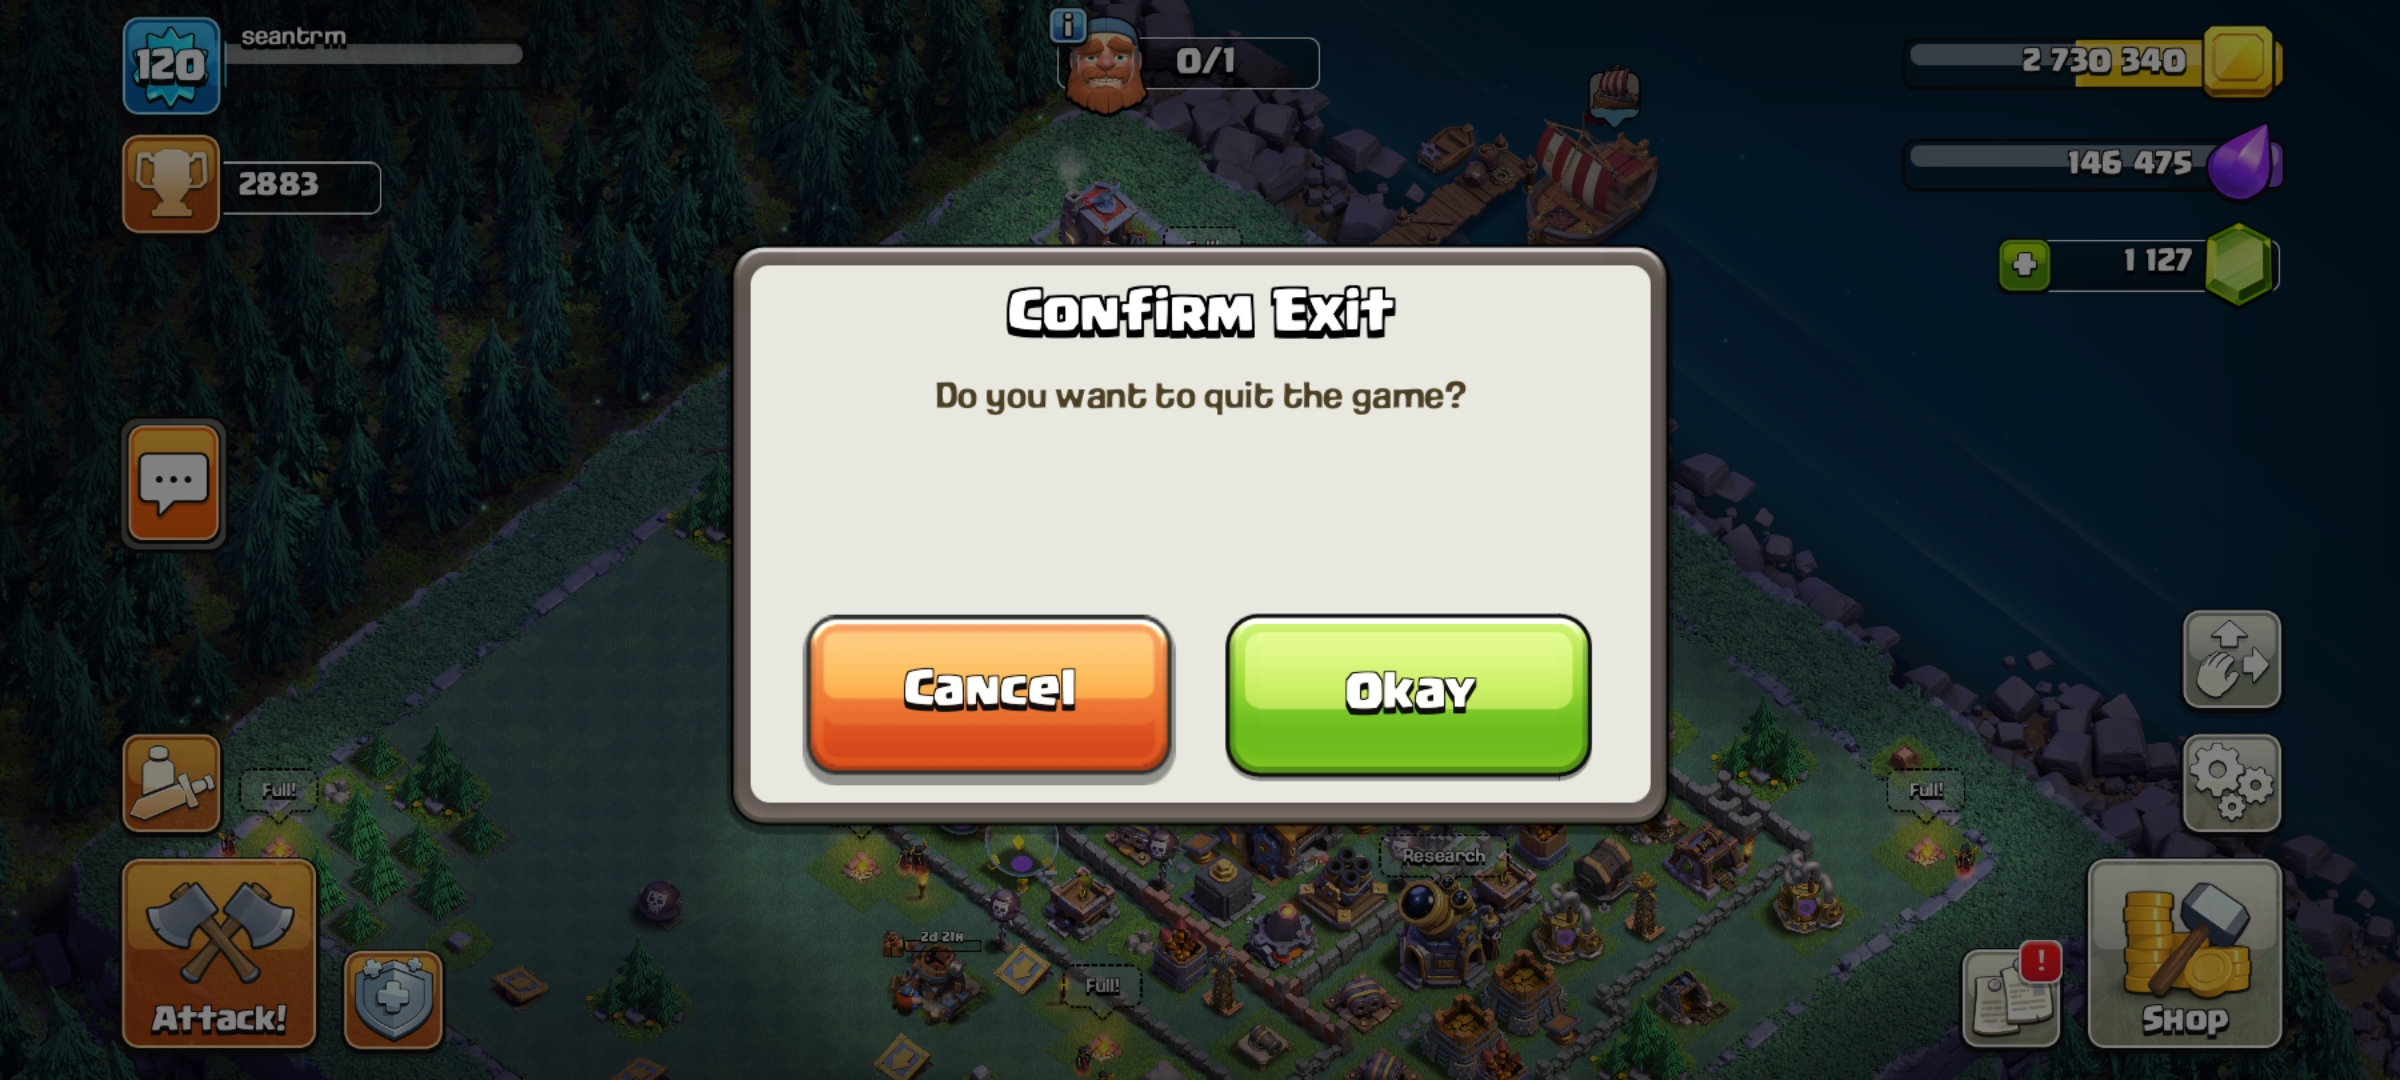 seantrm
120
0/1
2 730 340
2883
146 475
1 127
Confirm Exit
Do you want to quit the game?
Cancel
Okay
Full!
Full!
Research
2d 21h
Full!
Attack!
!
Shop